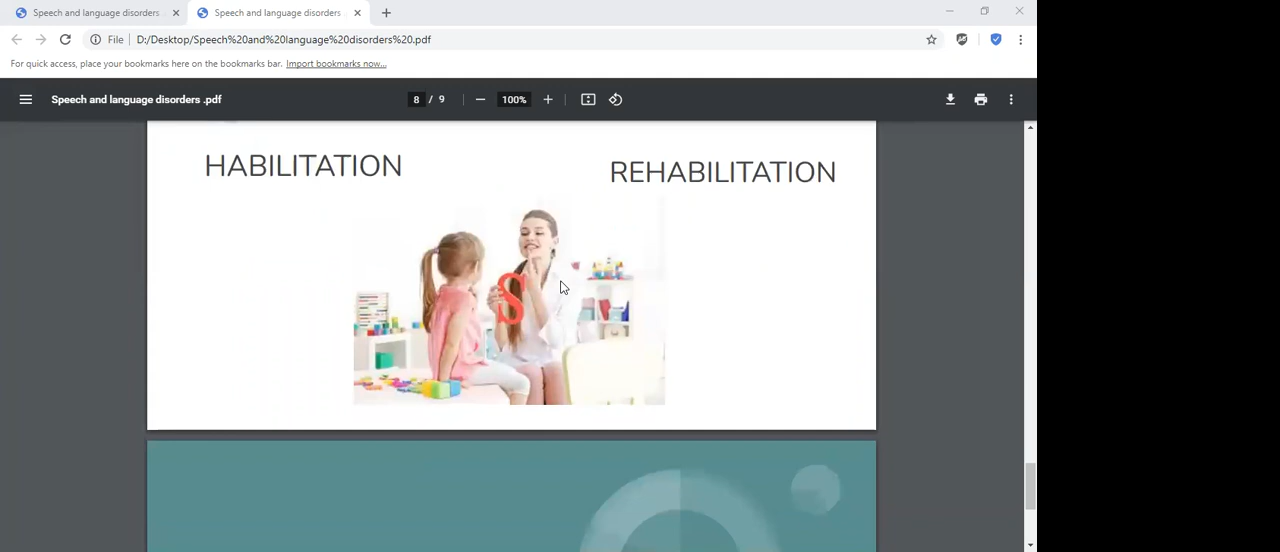 Speech and language disorders
Speech and language disorders
File D:/Desktop/Speech%20and%20language%20disorders%20.pdf
For quick access, place your bookmarks here on the bookmarks bar. Import bookmarks now...
Speech and language disorders .pdf
8 / 9
100%
HABILITATION
REHABILITATION
S